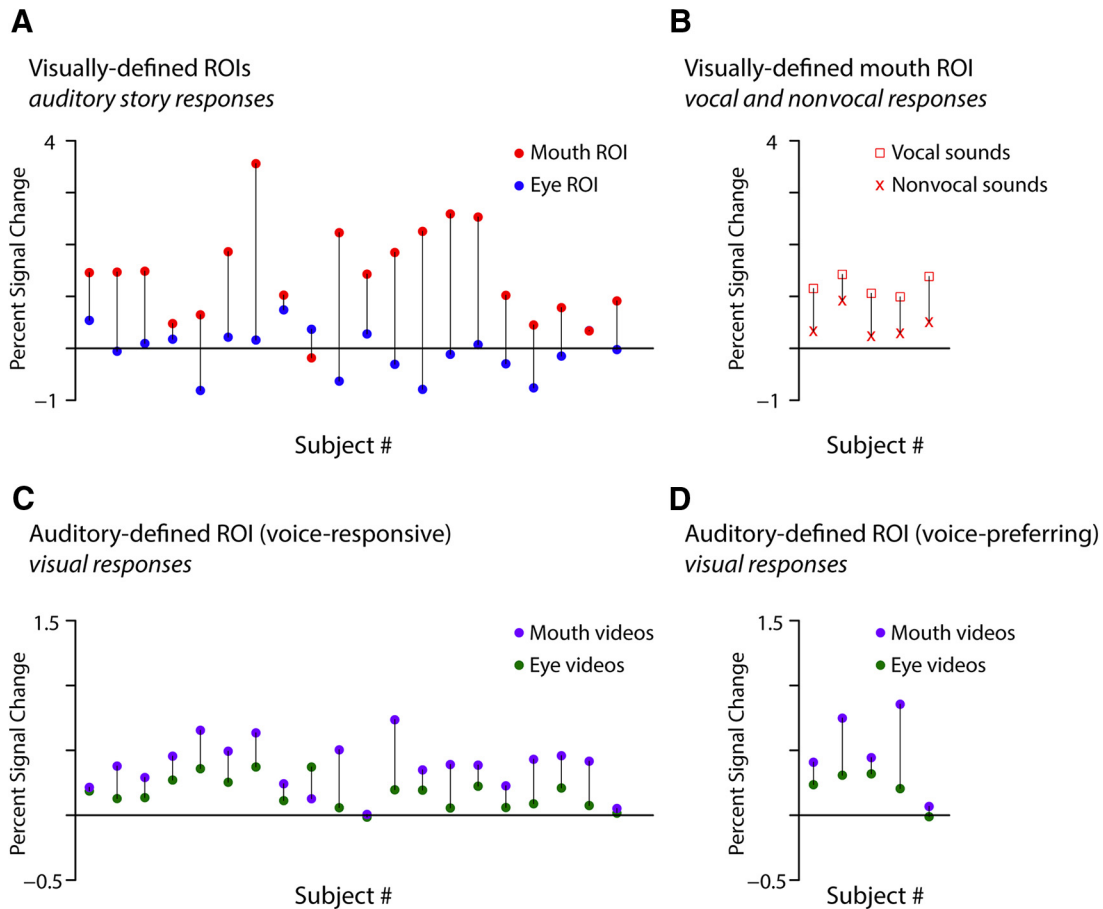 A
Visually-defined ROIs
auditory story responses
4
Percent Signal Change
−1
Mouth ROI
Eye ROI
Subject #
B
Visually-defined mouth ROI
vocal and nonvocal responses
4
Percent Signal Change
−1
Vocal sounds
Nonvocal sounds
Subject #
C
Auditory-defined ROI (voice-responsive)
visual responses
1.5
Percent Signal Change
−0.5
Mouth videos
Eye videos
Subject #
D
Auditory-defined ROI (voice-preferring)
visual responses
1.5
Percent Signal Change
−0.5
Mouth videos
Eye videos
Subject #